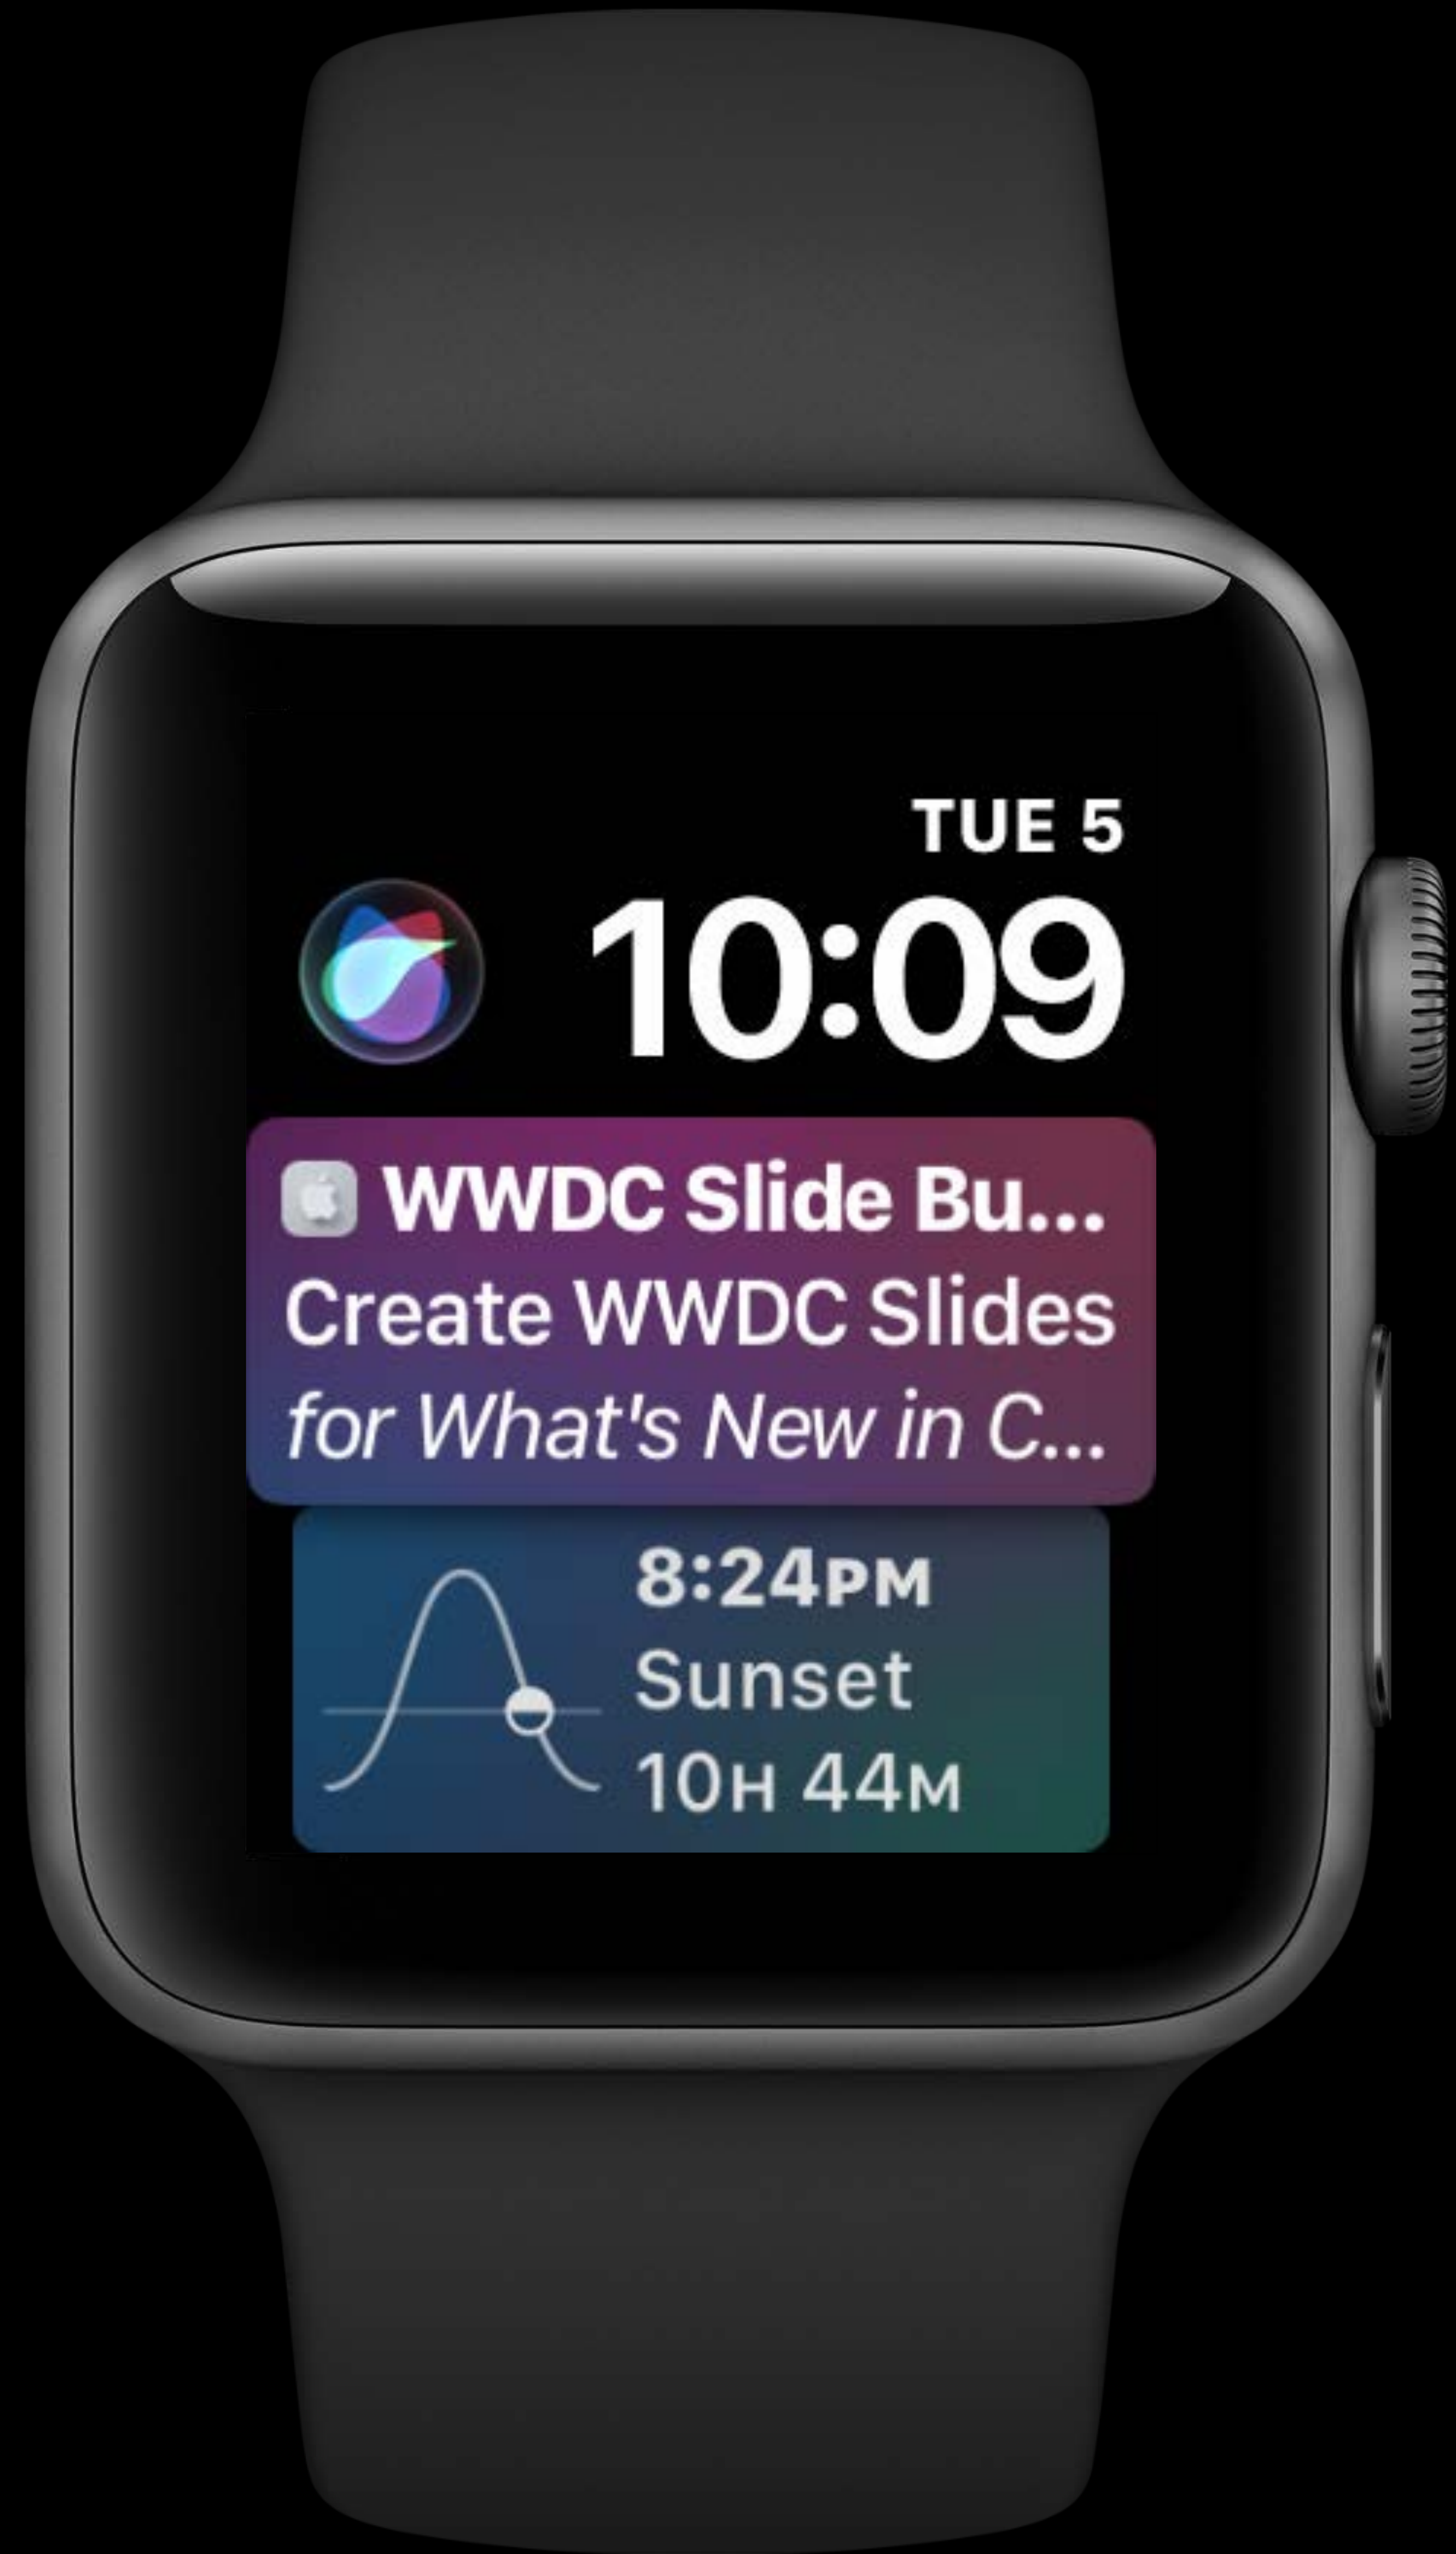 TUE 5
10:09
WWDC Slide Bu...
Create WWDC Slides
for What's New in C...
8:24PM
Sunset
10H 44M